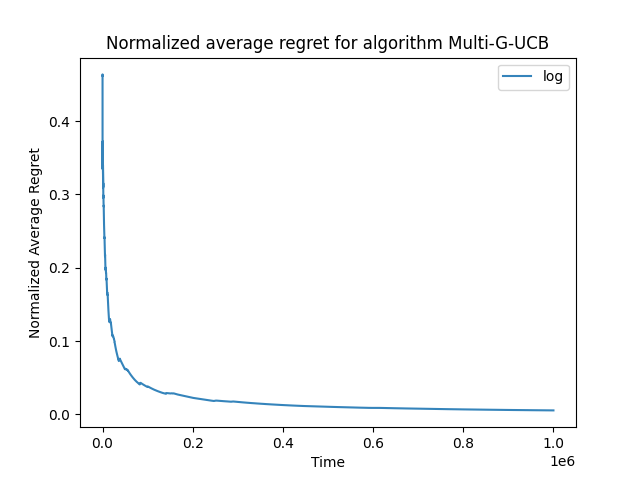 Normalized average regret for algorithm Multi-G-UCB
log
Normalized Average Regret
0.4
0.3
0.2
0.1
0.0
0.0 0.2 0.4 0.6 0.8 1.0
1e6
Time